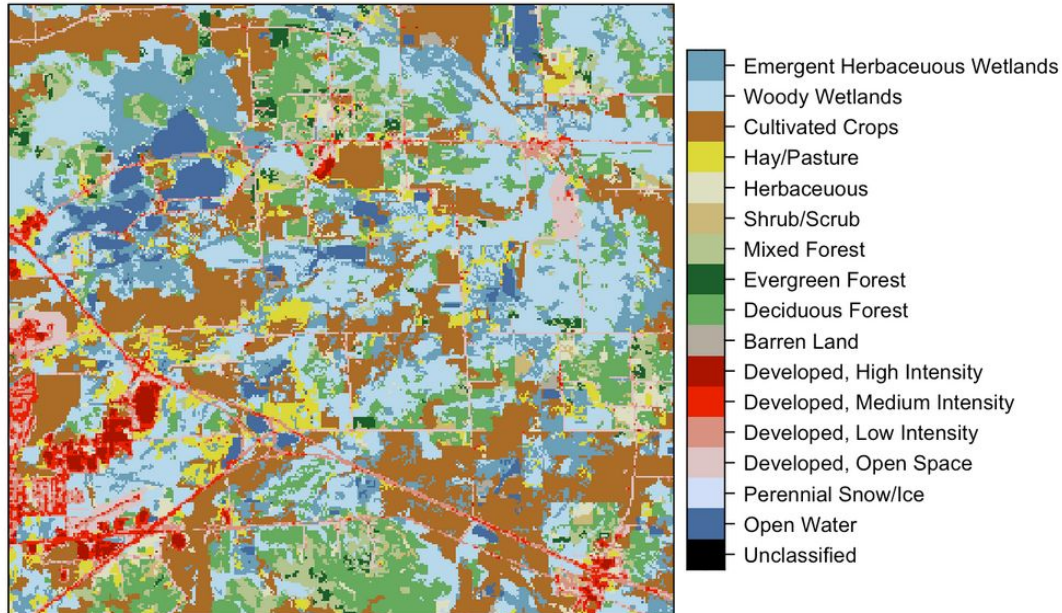 Emergent Herbaceuous Wetlands
Woody Wetlands
Cultivated Crops
Hay/Pasture
Herbaceuous
Shrub/Scrub
Mixed Forest
Evergreen Forest
Deciduous Forest
Barren Land
Developed, High Intensity
Developed, Medium Intensity
Developed, Low Intensity
Developed, Open Space
Perennial Snow/Ice
Open Water
Unclassified